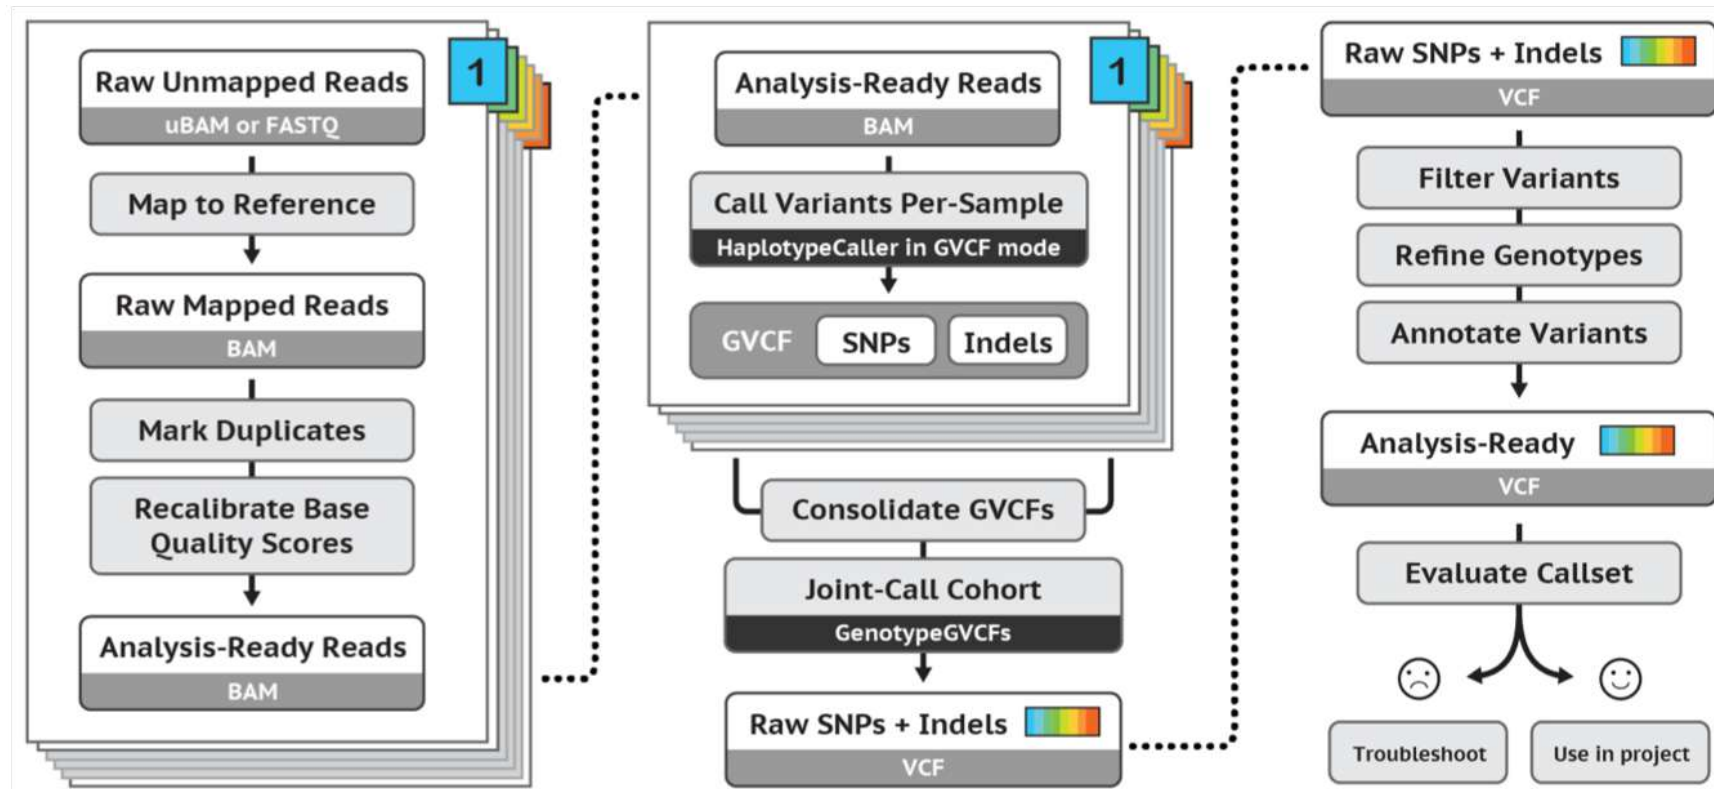 1
Raw Unmapped Reads
uBAM or FASTQ
Map to Reference
Raw Mapped Reads
BAM
Mark Duplicates
Recalibrate Base
Quality Scores
Analysis-Ready Reads
BAM
1
Analysis-Ready Reads
BAM
Call Variants Per-Sample
HaplotypeCaller in GVCF mode
GVCF SNPs Indels
Consolidate GVCFs
Joint-Call Cohort
GenotypeGVCFs
Raw SNPs + Indels
VCF
Raw SNPs + Indels
VCF
Filter Variants
Refine Genotypes
Annotate Variants
Analysis-Ready
VCF
Evaluate Callset
Troubleshoot
Use in project